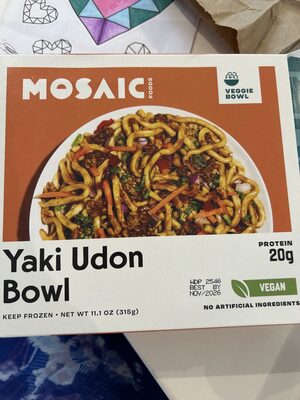 MOSAIC FOODS
VEGGIE
BOWL
Yaki Udon
Bowl
PROTEIN
20g
WDP 2546
BEST BY
NOV/2026
VEGAN
KEEP FROZEN • NET WT 11.1 OZ (315g)
NO ARTIFICIAL INGREDIENTS